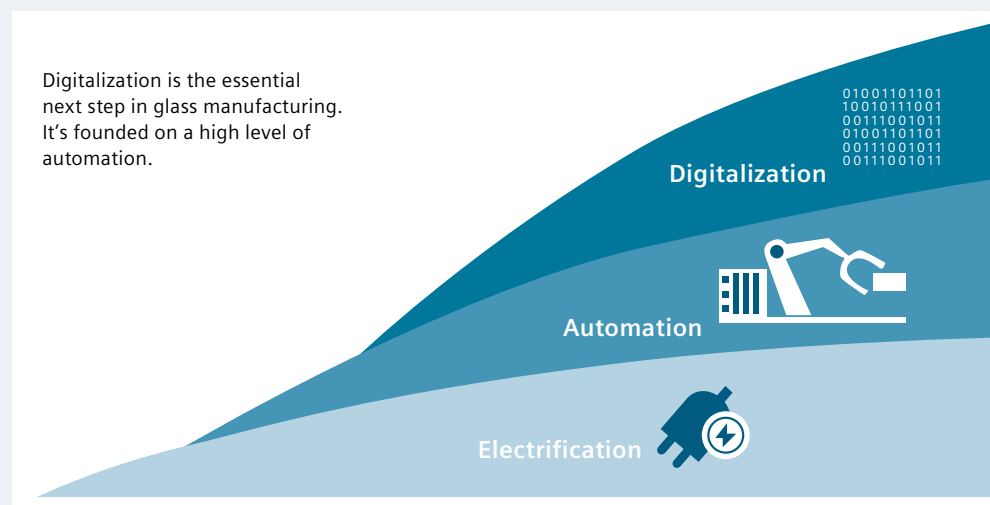 Digitalization is the essential
next step in glass manufacturing.
It’s founded on a high level of
automation.
01001101101
10010111001
00111001011
01001101101
00111001011
00111001011
Digitalization
Automation
Electrification